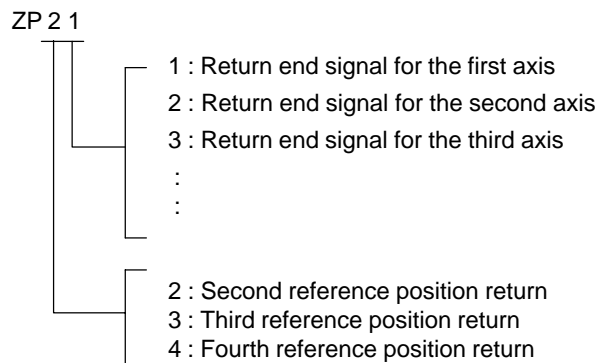 ZP 2 1
1 : Return end signal for the first axis
2 : Return end signal for the second axis
3 : Return end signal for the third axis
:
:
2 : Second reference position return
3 : Third reference position return
4 : Fourth reference position return